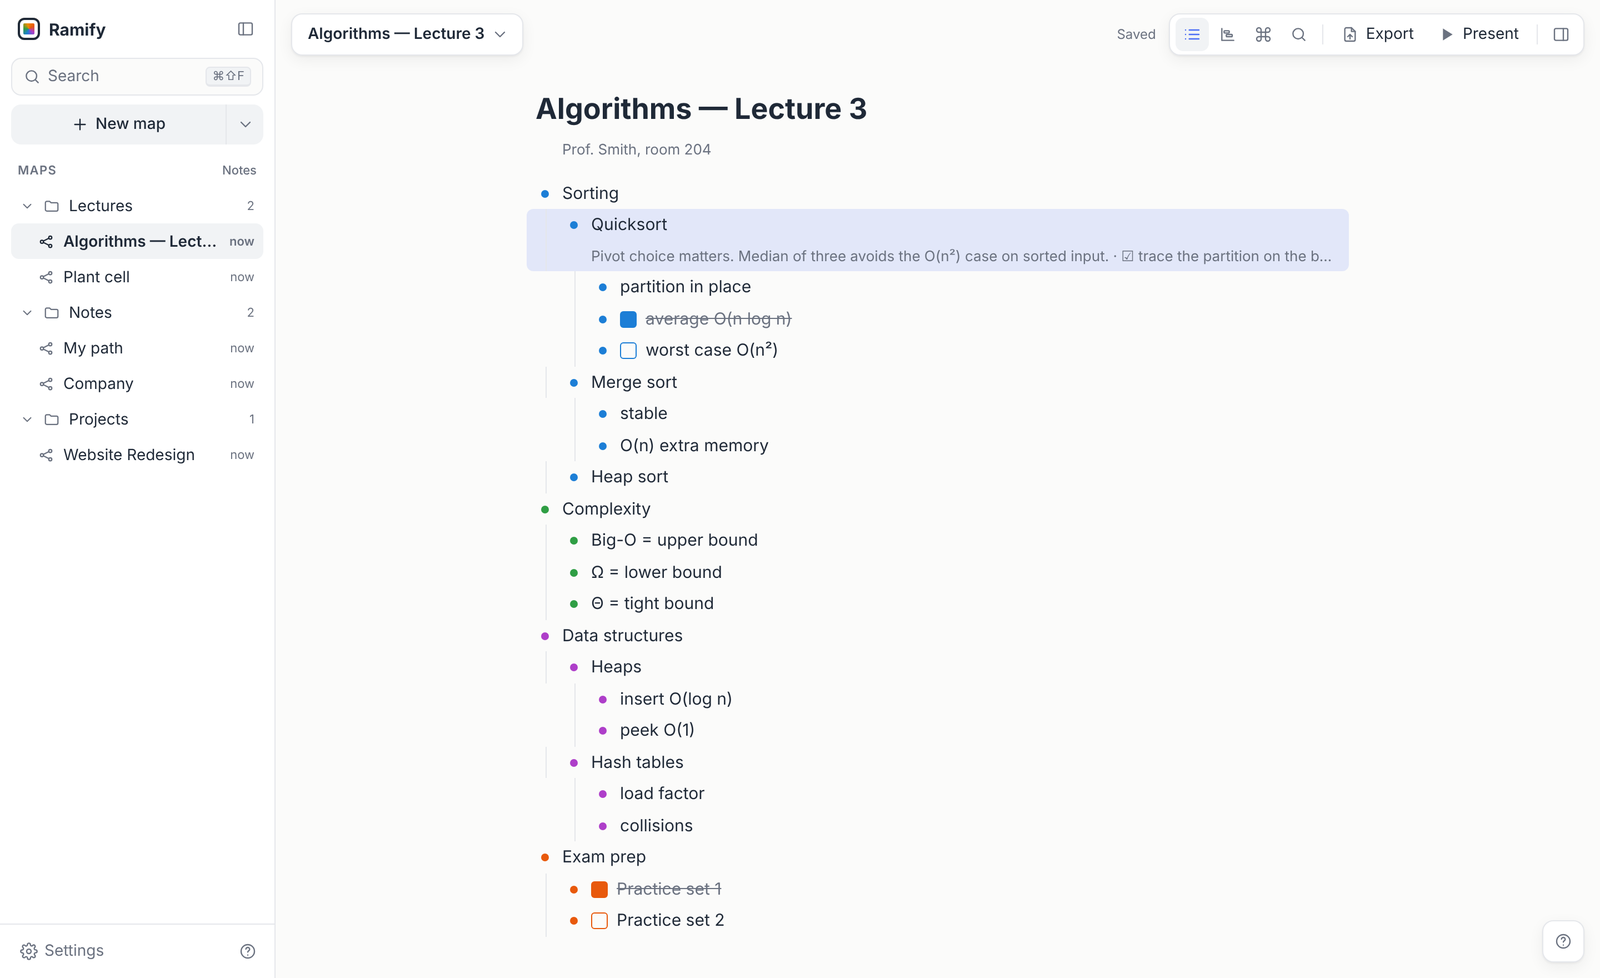 Ramify
Search ⌘⇧F
New map
MAPS Notes
Lectures 2
Algorithms — Lect... now
Plant cell now
Notes 2
My path now
Company now
Projects 1
Website Redesign now
Settings
Algorithms — Lecture 3
Saved Export Present
Algorithms — Lecture 3
Prof. Smith, room 204
Sorting
Quicksort
Pivot choice matters. Median of three avoids the O(n²) case on sorted input. · ☑ trace the partition on the b...
partition in place
average O(n log n)
worst case O(n²)
Merge sort
stable
O(n) extra memory
Heap sort
Complexity
Big-O = upper bound
Ω = lower bound
Θ = tight bound
Data structures
Heaps
insert O(log n)
peek O(1)
Hash tables
load factor
collisions
Exam prep
Practice set 1
Practice set 2